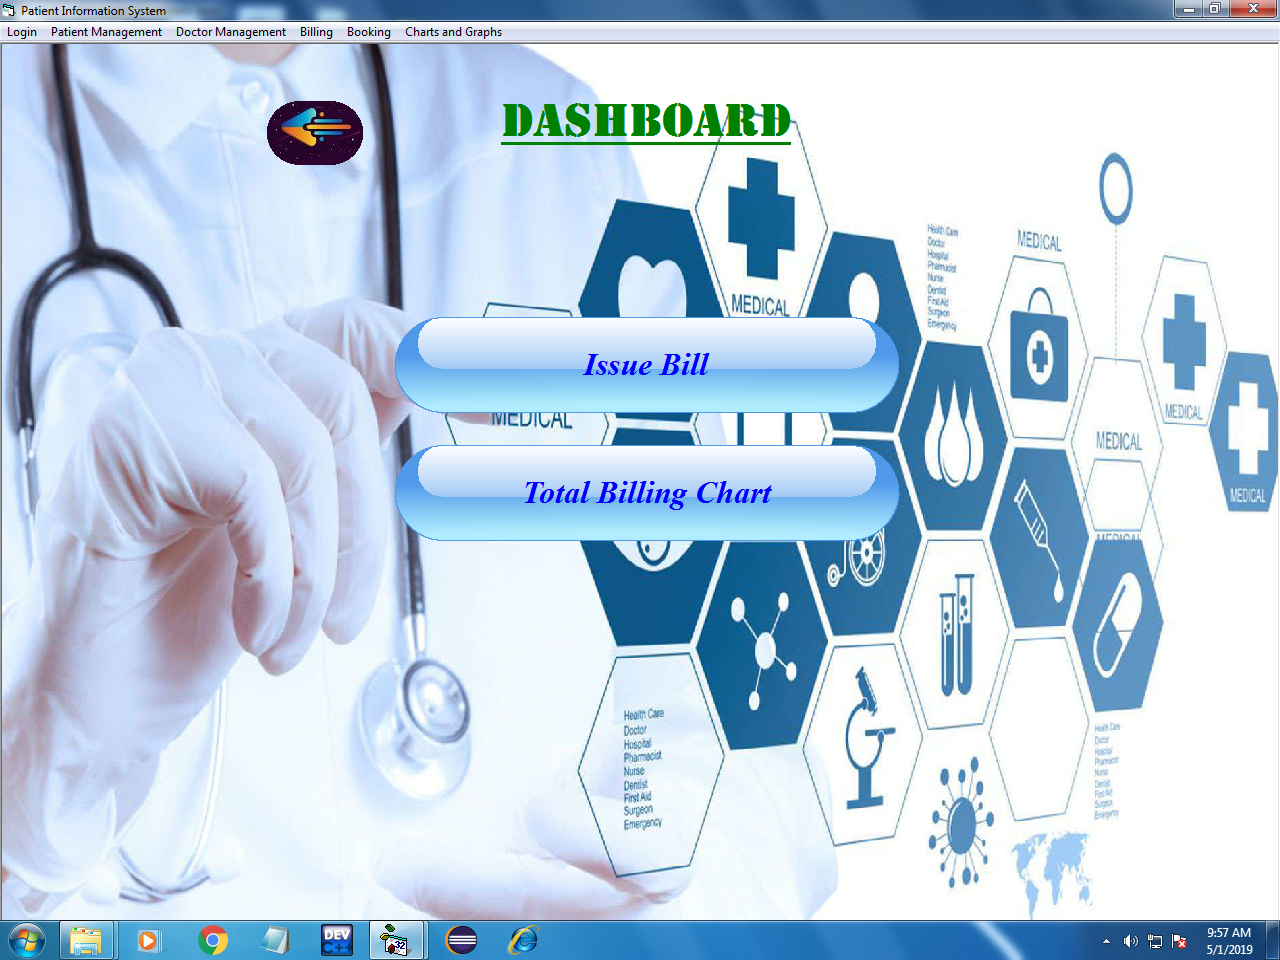 Patient Information System
Login Patient Management Doctor Management Billing Booking Charts and Graphs
DASHBOARD
MEDICAL
Health Care
Doctor
Hospital
Pharmacist
Nurse
Dentist
First Aid
Surgeon
Emergency
MEDICAL
Issue Bill
MEDICAL
MEDICAL
MEDICAL
MEDICAL
Total Billing Chart
MEDICAL
Health Care
Doctor
Hospital
Pharmacist
Nurse
Dentist
First Aid
Surgeon
Emergency
Health Care
Doctor
Hospital
Pharmacist
Nurse
Dentist
First Aid
Surgeon
Emergency
DEV
C++
32
9:57 AM
5/1/2019